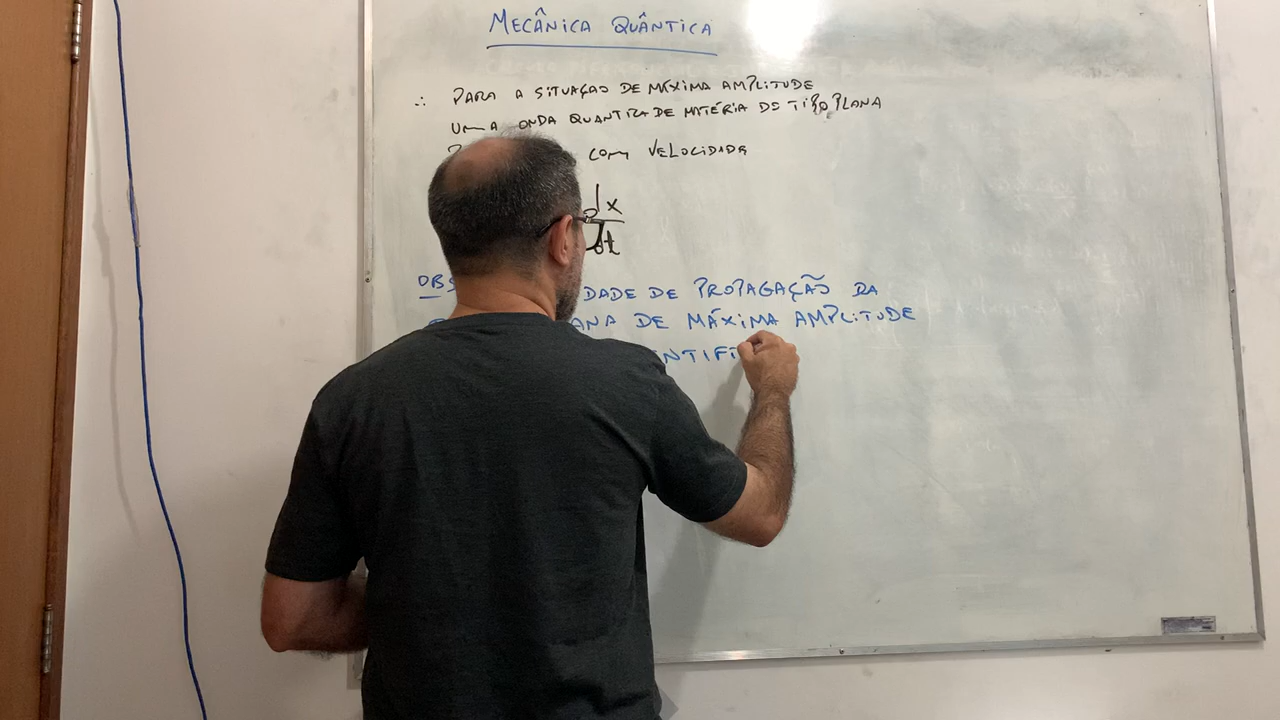 MECÂNICA QUÂNTICA
∴ PARA A SITUAÇÃO DE MÁXIMA AMPLITUDE
UMA ONDA QUANTICA DE MATÉRIA DO TIPO PLANA
COM VELOCIDADE
dx
dt
OBS DADE DE PROPAGAÇÃO DA
ANA DE MÁXIMA AMPLITUDE
NTIFI